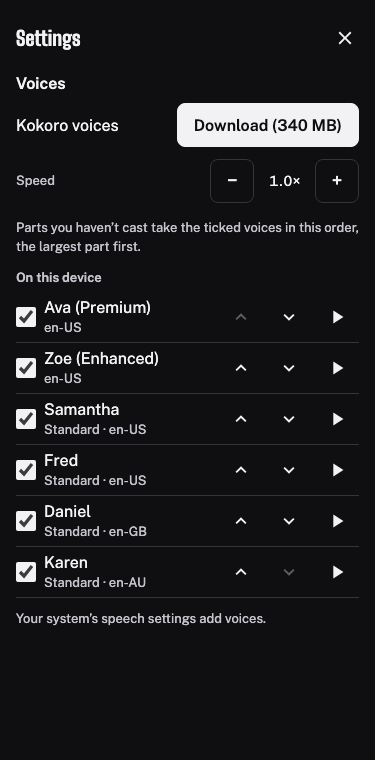 Settings
Voices
Kokoro voices
Download (340 MB)
Speed
− 1.0× +
Parts you haven't cast take the ticked voices in this order,
the largest part first.
On this device
Ava (Premium)
en-US
Zoe (Enhanced)
en-US
Samantha
Standard · en-US
Fred
Standard · en-US
Daniel
Standard · en-GB
Karen
Standard · en-AU
Your system's speech settings add voices.